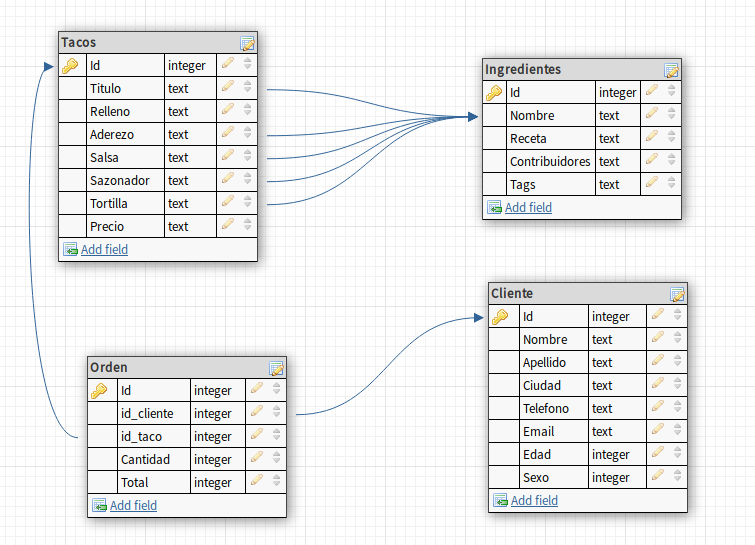 Tacos
Id integer
Titulo text
Relleno text
Aderezo text
Salsa text
Sazonador text
Tortilla text
Precio text
Add field
Ingredientes
Id integer
Nombre text
Receta text
Contribuidores text
Tags text
Add field
Orden
Id integer
id_cliente integer
id_taco integer
Cantidad integer
Total integer
Add field
Cliente
Id integer
Nombre text
Apellido text
Ciudad text
Telefono text
Email text
Edad integer
Sexo integer
Add field